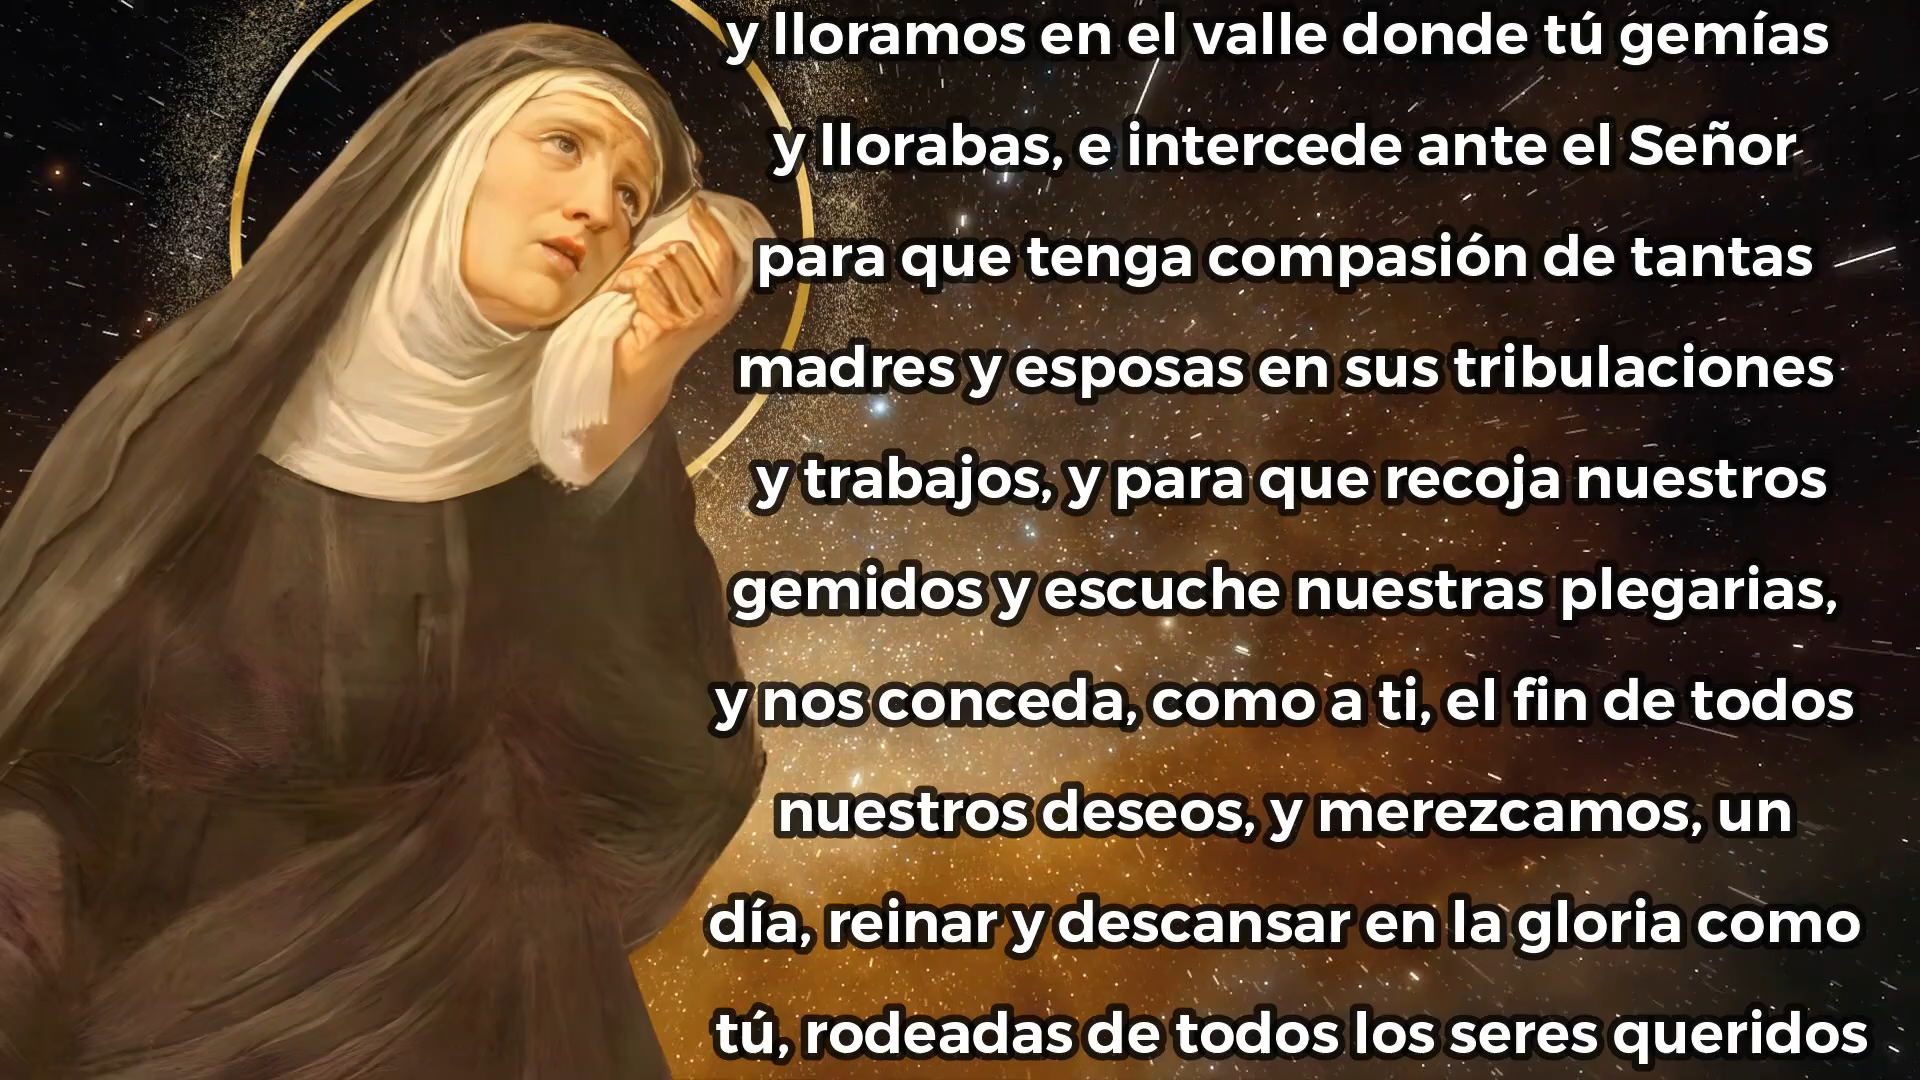 y lloramos en el valle donde tú gemías
y llorabas, e intercede ante el Señor
para que tenga compasión de tantas
madres y esposas en sus tribulaciones
y trabajos, y para que recoja nuestros
gemidos y escuche nuestras plegarias,
y nos conceda, como a ti, el fin de todos
nuestros deseos, y merezcamos, un
día, reinar y descansar en la gloria como
tú, rodeadas de todos los seres queridos